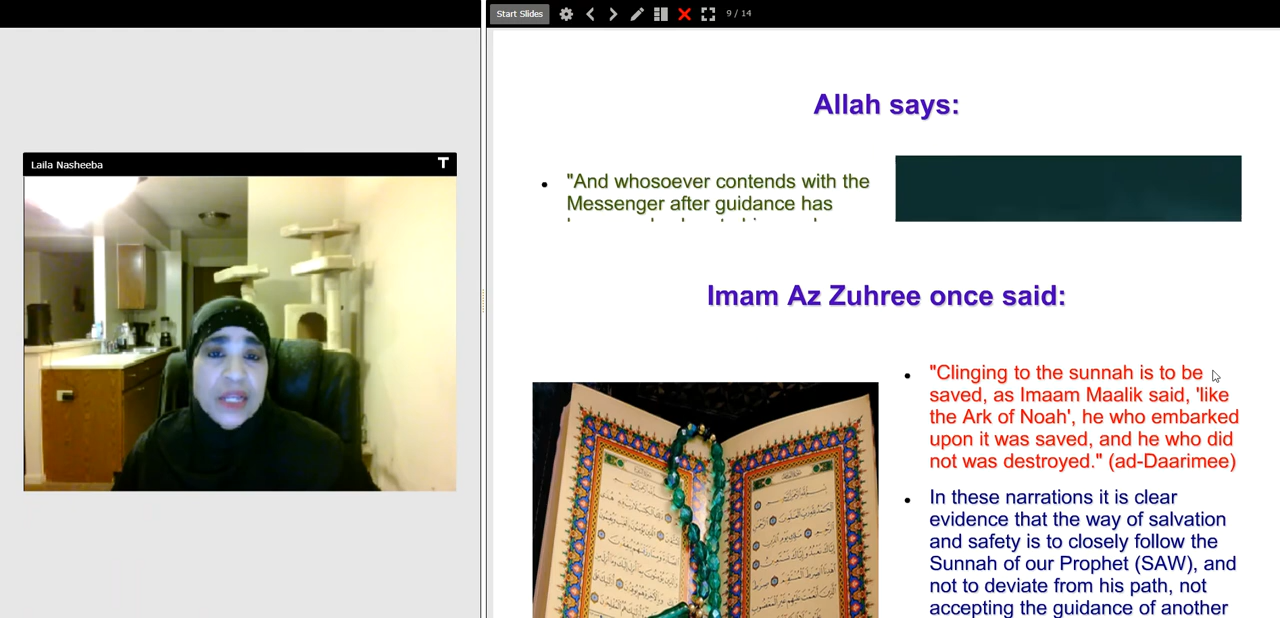 Start Slides
9 / 14
Laila Nasheeba
T
Allah says:
• "And whosoever contends with the
Messenger after guidance has
Imam Az Zuhree once said:
• "Clinging to the sunnah is to be
saved, as Imaam Maalik said, 'like
the Ark of Noah', he who embarked
upon it was saved, and he who did
not was destroyed." (ad-Daarimee)
• In these narrations it is clear
evidence that the way of salvation
and safety is to closely follow the
Sunnah of our Prophet (SAW), and
not to deviate from his path, not
accepting the guidance of another